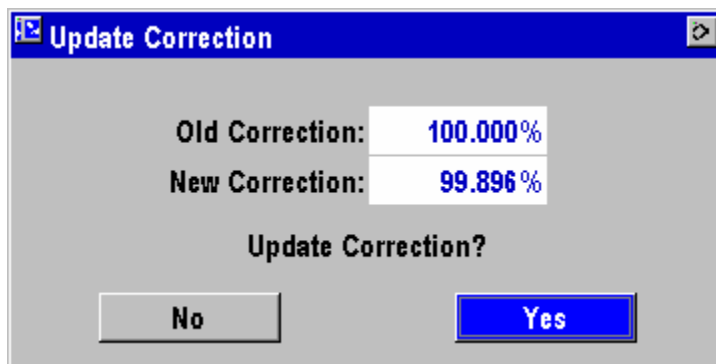 Update Correction
Old Correction: 100.000%
New Correction: 99.896%
Update Correction?
No Yes